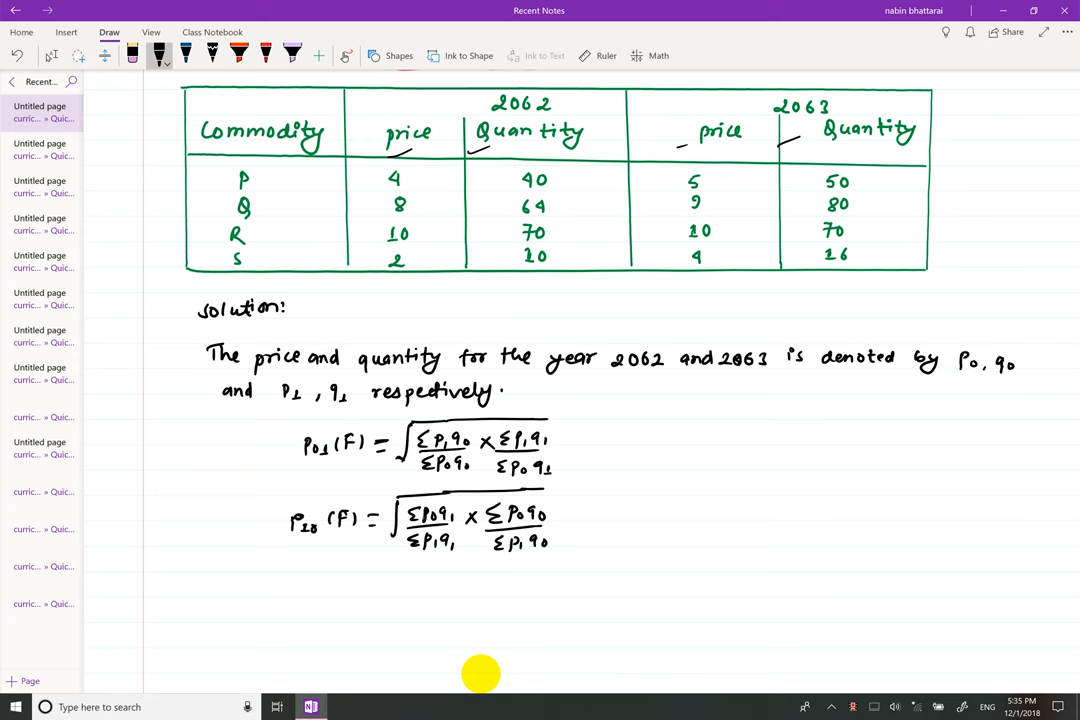 Recent Notes
nabin bhattarai
Home Insert Draw View Class Notebook
Share
Shapes Ink to Shape Ink to Text Ruler Math
Recent...
Untitled page
curric... » Quic...
Untitled page
curric... » Quic...
Untitled page
curric... » Quic...
Untitled page
curric... » Quic...
Untitled page
curric... » Quic...
Untitled page
curric... » Quic...
Untitled page
curric... » Quic...
Untitled page
curric... » Quic...
curric... » Quic...
Untitled page
curric... » Quic...
curric... » Quic...
curric... » Quic...
curric... » Quic...
curric... » Quic...
+ Page
2062 2063
Commodity price Quantity price Quantity
P 4 40 5 50
Q 8 64 9 80
R 10 70 10 70
S 2 10 4 16
Solution:
The price and quantity for the year 2062 and 2063 is denoted by P0, q0
and P1, q1 respectively.
P01 (F) = √(Σp1q0/Σp0q0 × Σp1q1/Σp0q1)
P10 (F) = √(Σp0q1/Σp1q1 × Σp0q0/Σp1q0)
Type here to search
ENG
5:35 PM
12/1/2018